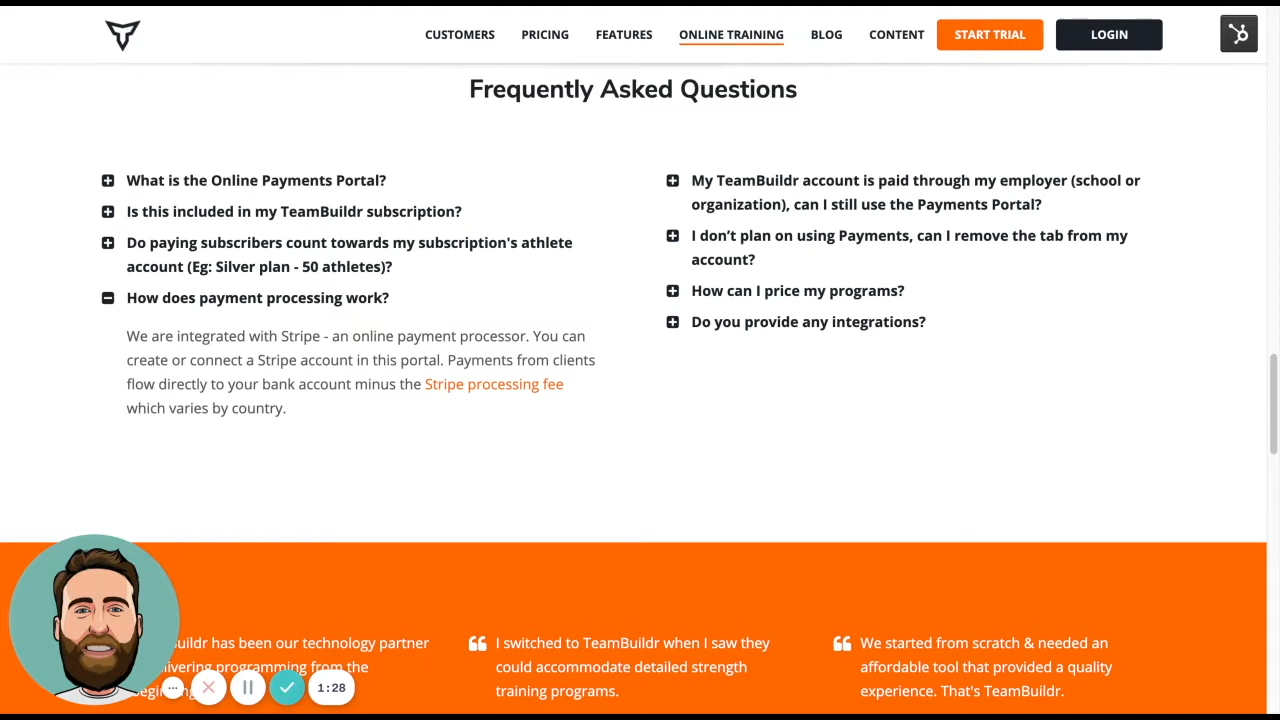 CUSTOMERS PRICING FEATURES ONLINE TRAINING BLOG CONTENT START TRIAL LOGIN
Frequently Asked Questions
What is the Online Payments Portal?
Is this included in my TeamBuildr subscription?
Do paying subscribers count towards my subscription's athlete
account (Eg: Silver plan - 50 athletes)?
How does payment processing work?
We are integrated with Stripe - an online payment processor. You can
create or connect a Stripe account in this portal. Payments from clients
flow directly to your bank account minus the Stripe processing fee
which varies by country.
My TeamBuildr account is paid through my employer (school or
organization), can I still use the Payments Portal?
I don’t plan on using Payments, can I remove the tab from my
account?
How can I price my programs?
Do you provide any integrations?
has been our technology partner
programming from the
I switched to TeamBuildr when I saw they
could accommodate detailed strength
training programs.
We started from scratch & needed an
affordable tool that provided a quality
experience. That's TeamBuildr.
1:28